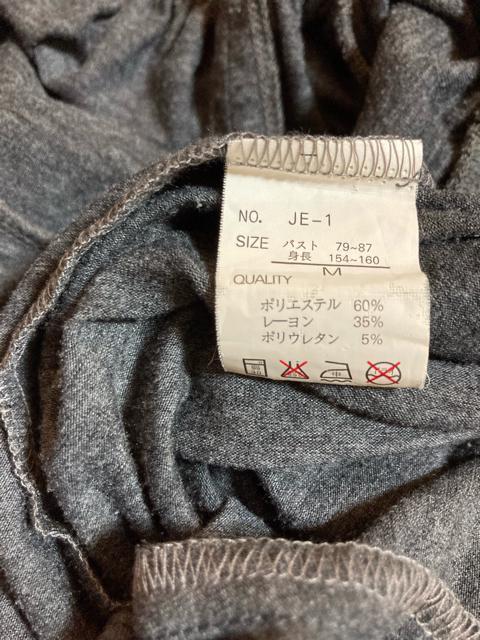 NO. JE-1
SIZE バスト 79~87
身長 154~160
M
QUALITY
ポリエステル 60%
レーヨン 35%
ポリウレタン 5%
中